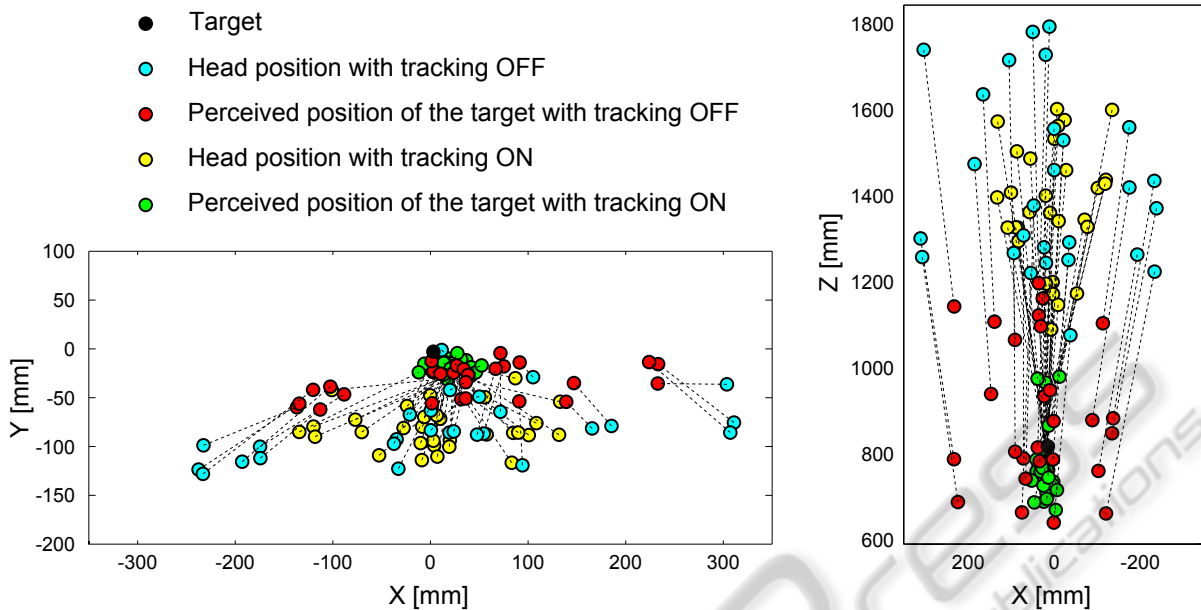 Target
Head position with tracking OFF
Perceived position of the target with tracking OFF
Head position with tracking ON
Perceived position of the target with tracking ON
100
50
0
-50
-100
-150
-200
Y [mm]
-300 -200 -100 0 100 200 300
X [mm]
1800
1600
1400
1200
1000
800
600
Z [mm]
200 0 -200
X [mm]
Press
Publications